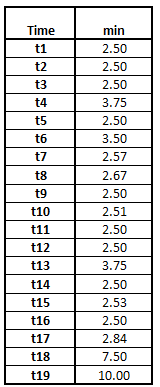 Time min
t1 2.50
t2 2.50
t3 2.50
t4 3.75
t5 2.50
t6 3.50
t7 2.57
t8 2.67
t9 2.50
t10 2.51
t11 2.50
t12 2.50
t13 3.75
t14 2.50
t15 2.53
t16 2.50
t17 2.84
t18 7.50
t19 10.00